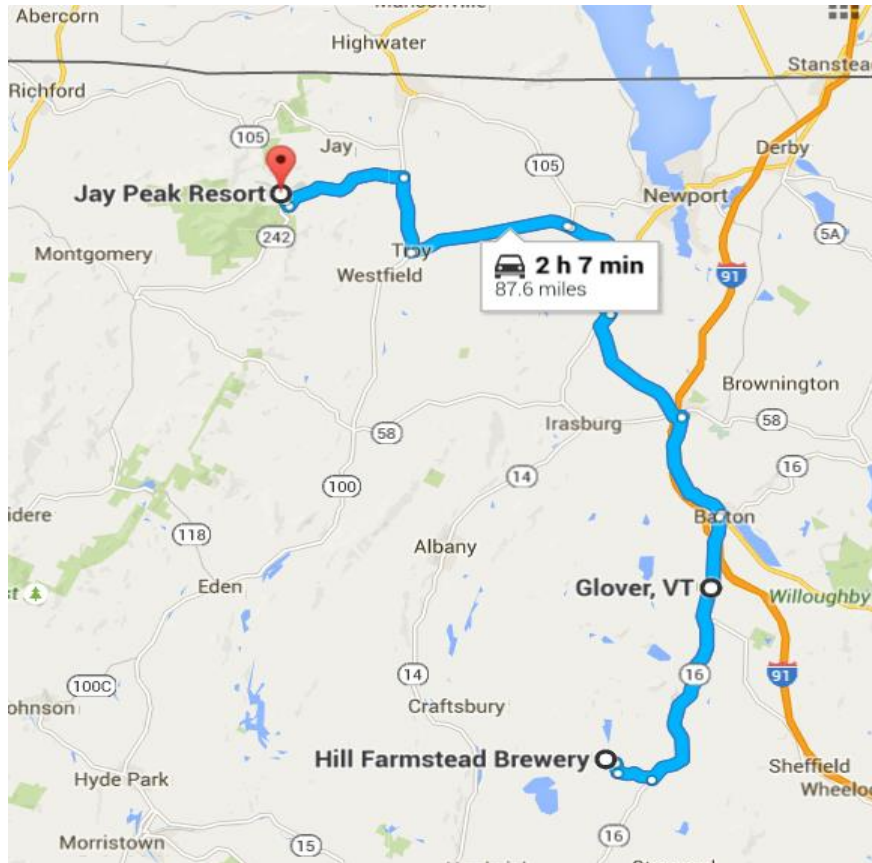 Abercorn
Highwater
Stanstead
Richford
105
Jay
Derby
105
Jay Peak Resort
Newport
242
5A
Montgomery
Troy
Westfield
2 h 7 min
87.6 miles
91
Brownington
Irasburg
58
58
14
16
100
Barton
idere
118
Albany
Eden
Glover, VT
Willoughby
st
14
16
91
100C
ohnson
Craftsbury
Hill Farmstead Brewery
Hyde Park
Sheffield
Wheeloc
Morristown
15
16